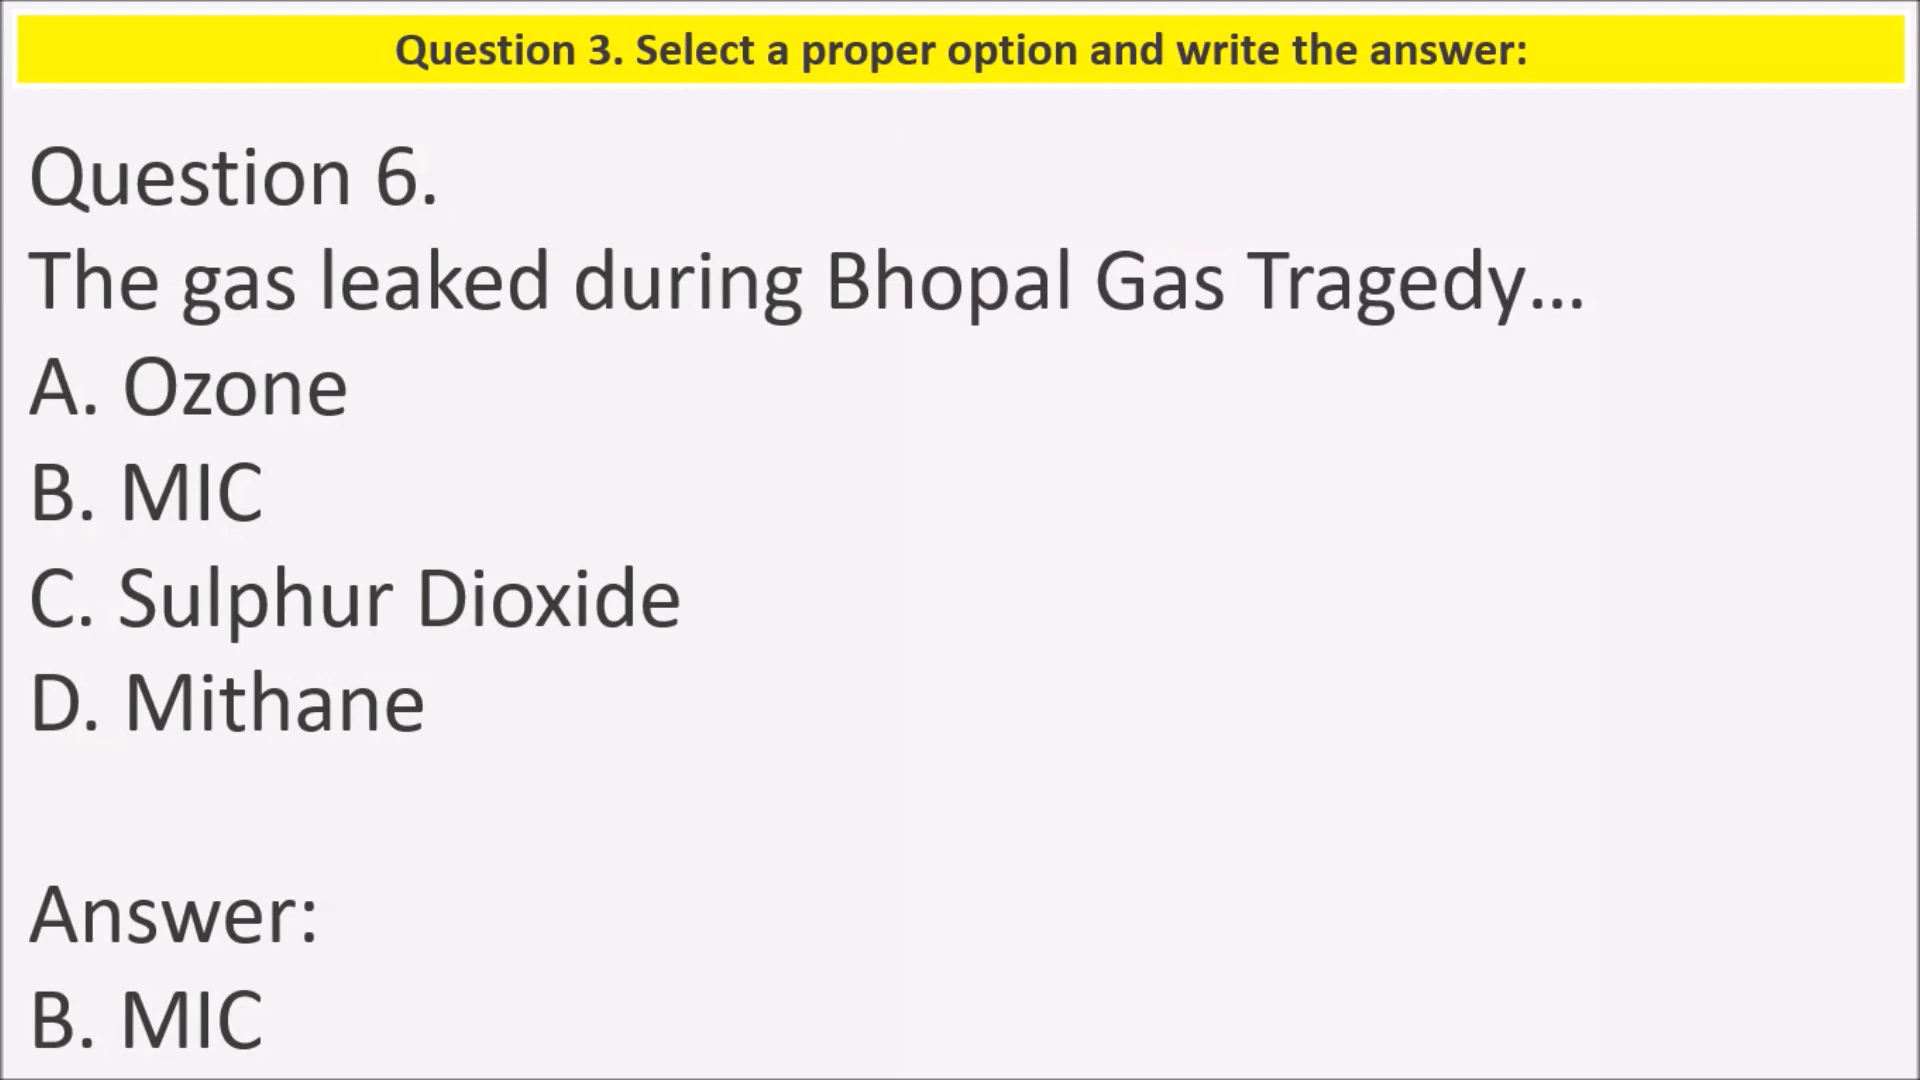 Question 3. Select a proper option and write the answer:
Question 6.
The gas leaked during Bhopal Gas Tragedy...
A. Ozone
B. MIC
C. Sulphur Dioxide
D. Mithane
Answer:
B. MIC